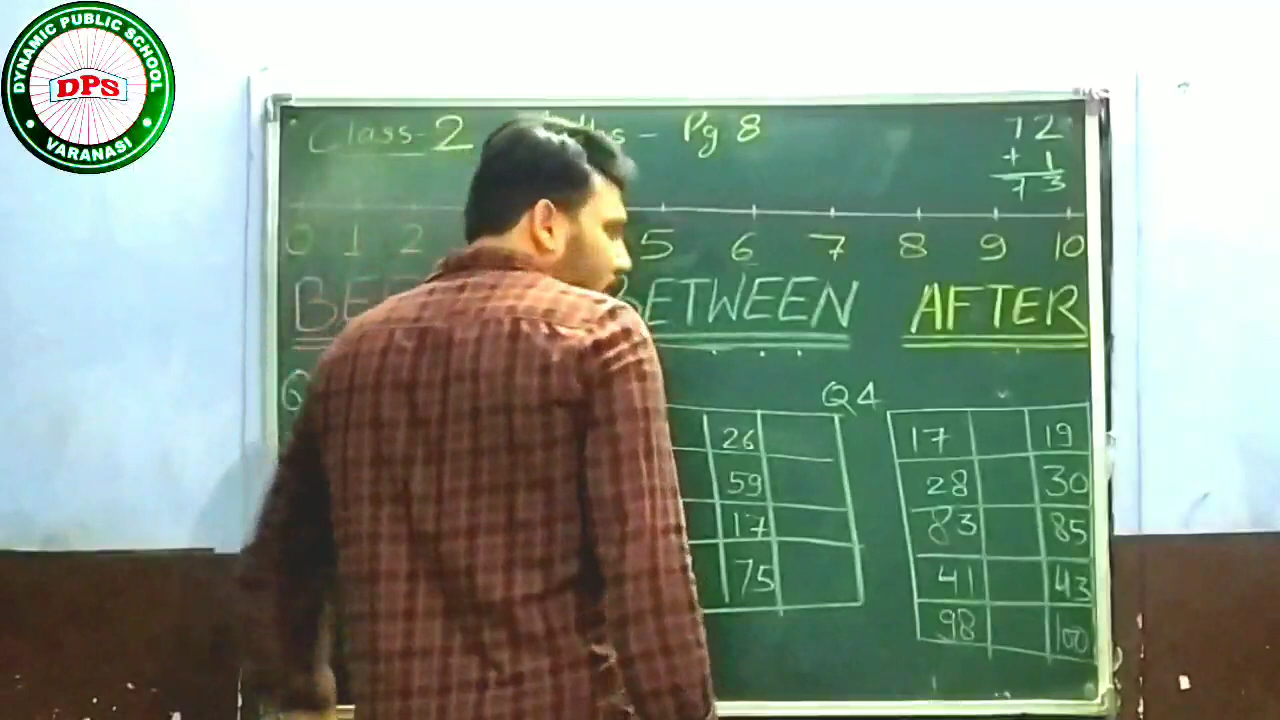 DYNAMIC PUBLIC SCHOOL
DPS
VARANASI
Class-2 - Pg 8
72
+ 1
73
0 1 2 5 6 7 8 9 10
BETWEEN AFTER
Q4
26
59
17
75
17 19
28 30
83 85
41 43
98 100